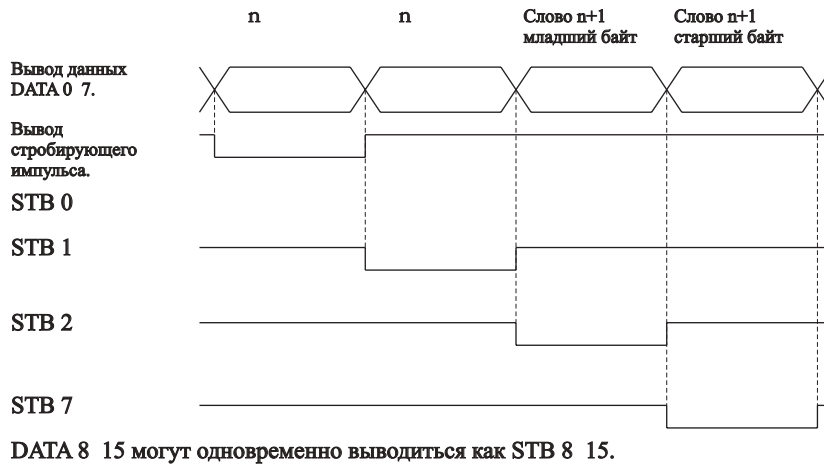 n
n
Слово n+1
младший байт
Слово n+1
старший байт
Вывод данных
DATA 0 7.
Вывод
стробирующего
импульса.
STB 0
STB 1
STB 2
STB 7
DATA 8 15 могут одновременно выводиться как STB 8 15.